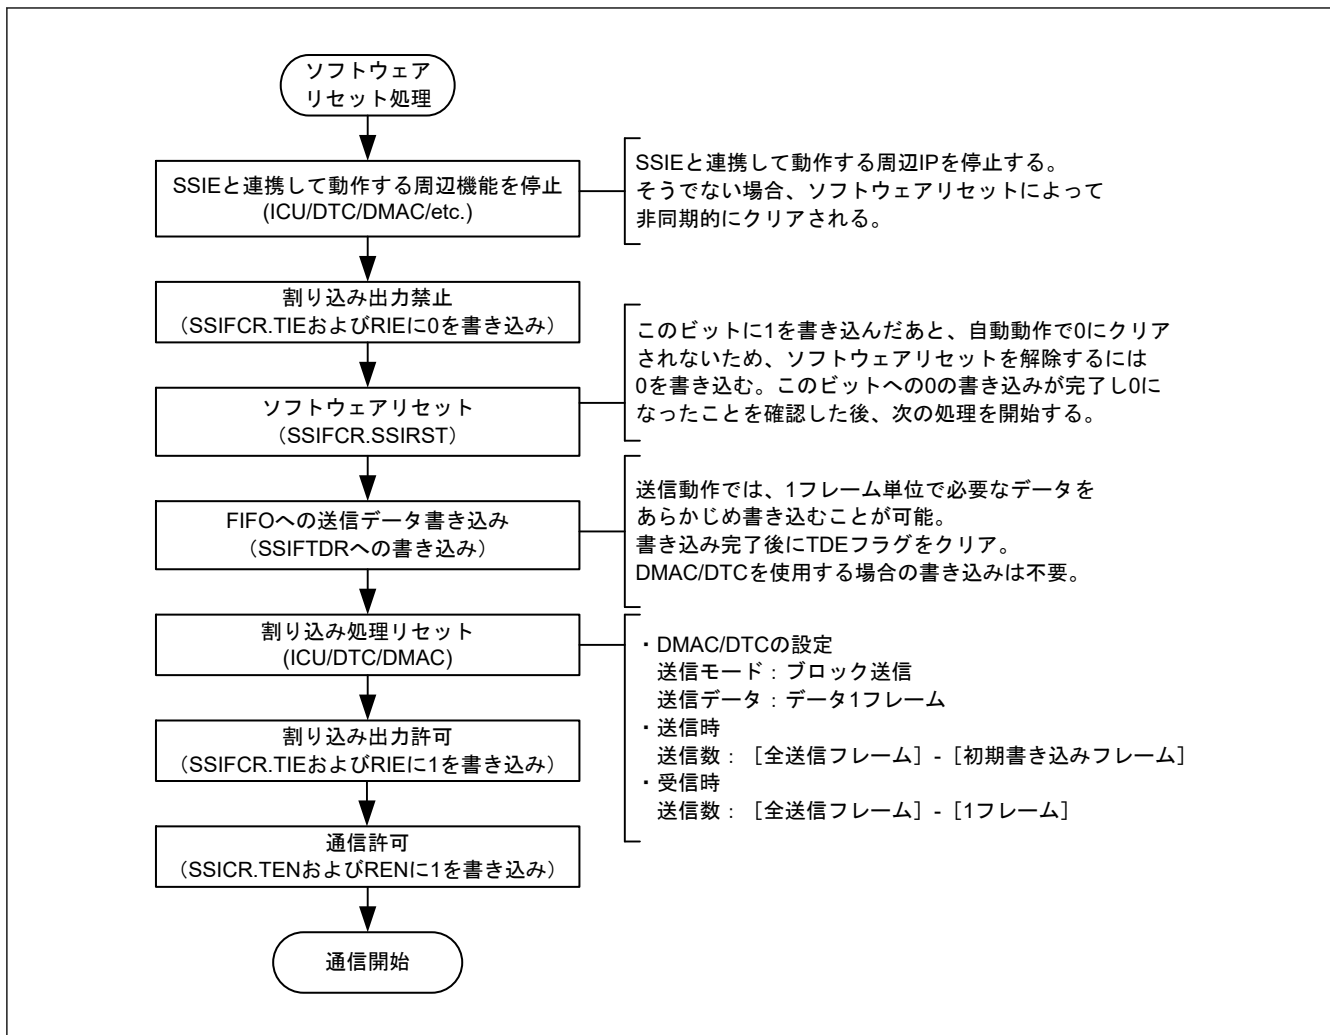 ソフトウェア
リセット処理
SSIEと連携して動作する周辺機能を停止
(ICU/DTC/DMAC/etc.)
SSIEと連携して動作する周辺IPを停止する。
そうでない場合、ソフトウェアリセットによって
非同期的にクリアされる。
割り込み出力禁止
（SSIFCR.TIEおよびRIEに0を書き込み）
ソフトウェアリセット
（SSIFCR.SSIRST）
このビットに1を書き込んだあと、自動動作で0にクリア
されないため、ソフトウェアリセットを解除するには
0を書き込む。このビットへの0の書き込みが完了し0に
なったことを確認した後、次の処理を開始する。
FIFOへの送信データ書き込み
（SSIFTDRへの書き込み）
送信動作では、1フレーム単位で必要なデータを
あらかじめ書き込むことが可能。
書き込み完了後にTDEフラグをクリア。
DMAC/DTCを使用する場合の書き込みは不要。
割り込み処理リセット
(ICU/DTC/DMAC)
・DMAC/DTCの設定
送信モード：ブロック送信
送信データ：データ1フレーム
・送信時
送信数：［全送信フレーム］-［初期書き込みフレーム］
・受信時
送信数：［全送信フレーム］-［1フレーム］
割り込み出力許可
（SSIFCR.TIEおよびRIEに1を書き込み）
通信許可
（SSICR.TENおよびRENに1を書き込み）
通信開始